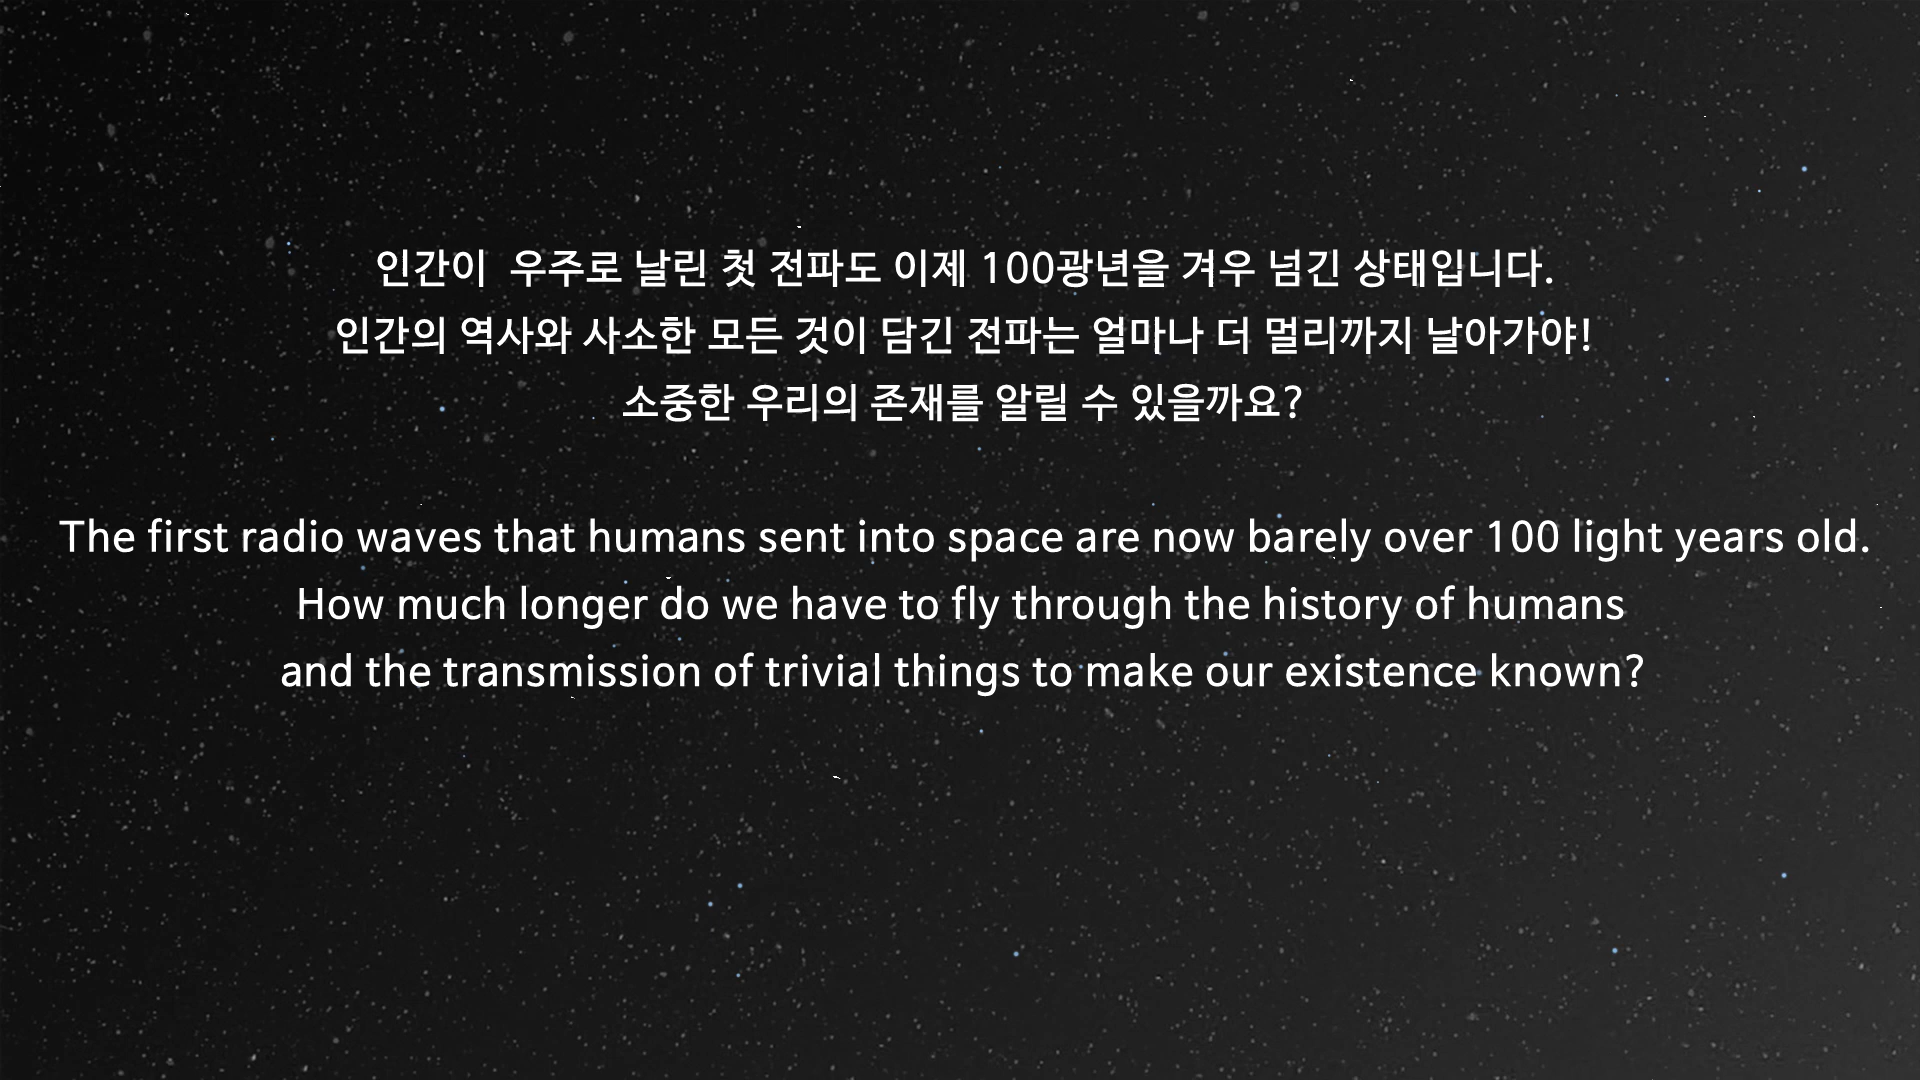 인간이  우주로 날린 첫 전파도 이제 100광년을 겨우 넘긴 상태입니다.
인간의 역사와 사소한 모든 것이 담긴 전파는 얼마나 더 멀리까지 날아가야!
소중한 우리의 존재를 알릴 수 있을까요?
The first radio waves that humans sent into space are now barely over 100 light years old.
How much longer do we have to fly through the history of humans
and the transmission of trivial things to make our existence known?